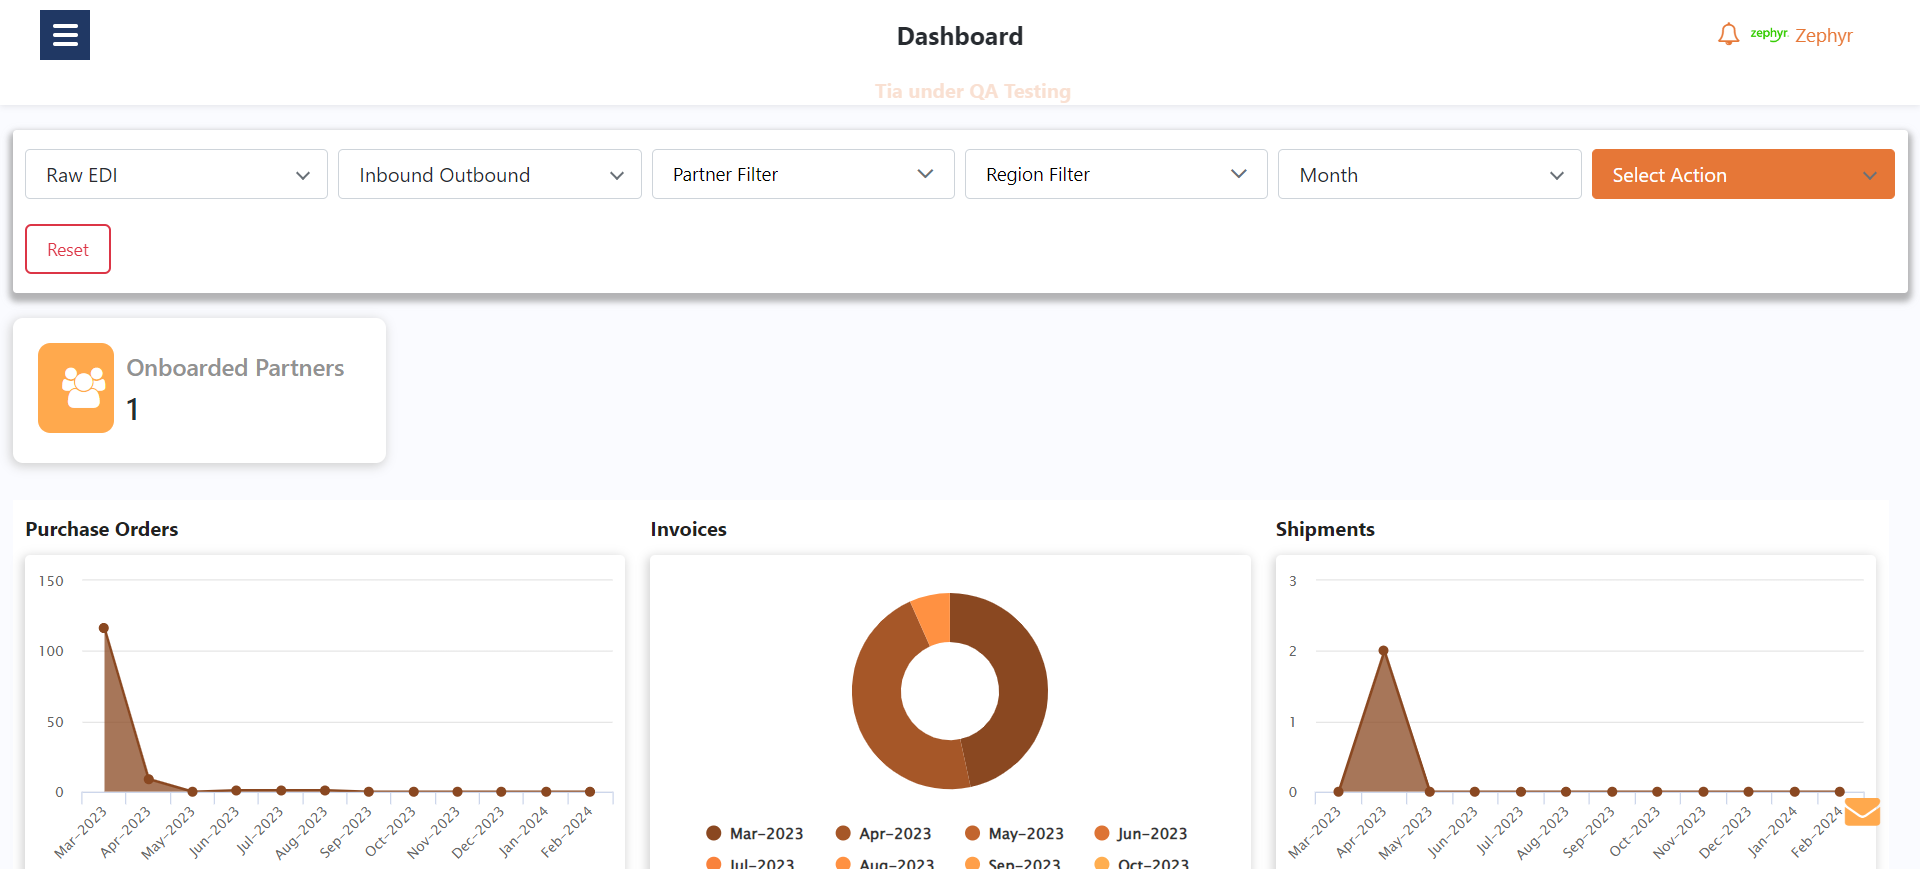 Dashboard
zephyr Zephyr
Tia under QA Testing
Raw EDI
Inbound Outbound
Partner Filter
Region Filter
Month
Select Action
Reset
Onboarded Partners
1
Purchase Orders
150
100
50
0
Mar-2023
Apr-2023
May-2023
Jun-2023
Jul-2023
Aug-2023
Sep-2023
Oct-2023
Nov-2023
Dec-2023
Jan-2024
Feb-2024
Invoices
Mar-2023 Apr-2023 May-2023 Jun-2023
Jul-2023 Aug-2023 Sep-2023 Oct-2023
Shipments
3
2
1
0
Mar-2023
Apr-2023
May-2023
Jun-2023
Jul-2023
Aug-2023
Sep-2023
Oct-2023
Nov-2023
Dec-2023
Jan-2024
Feb-2024